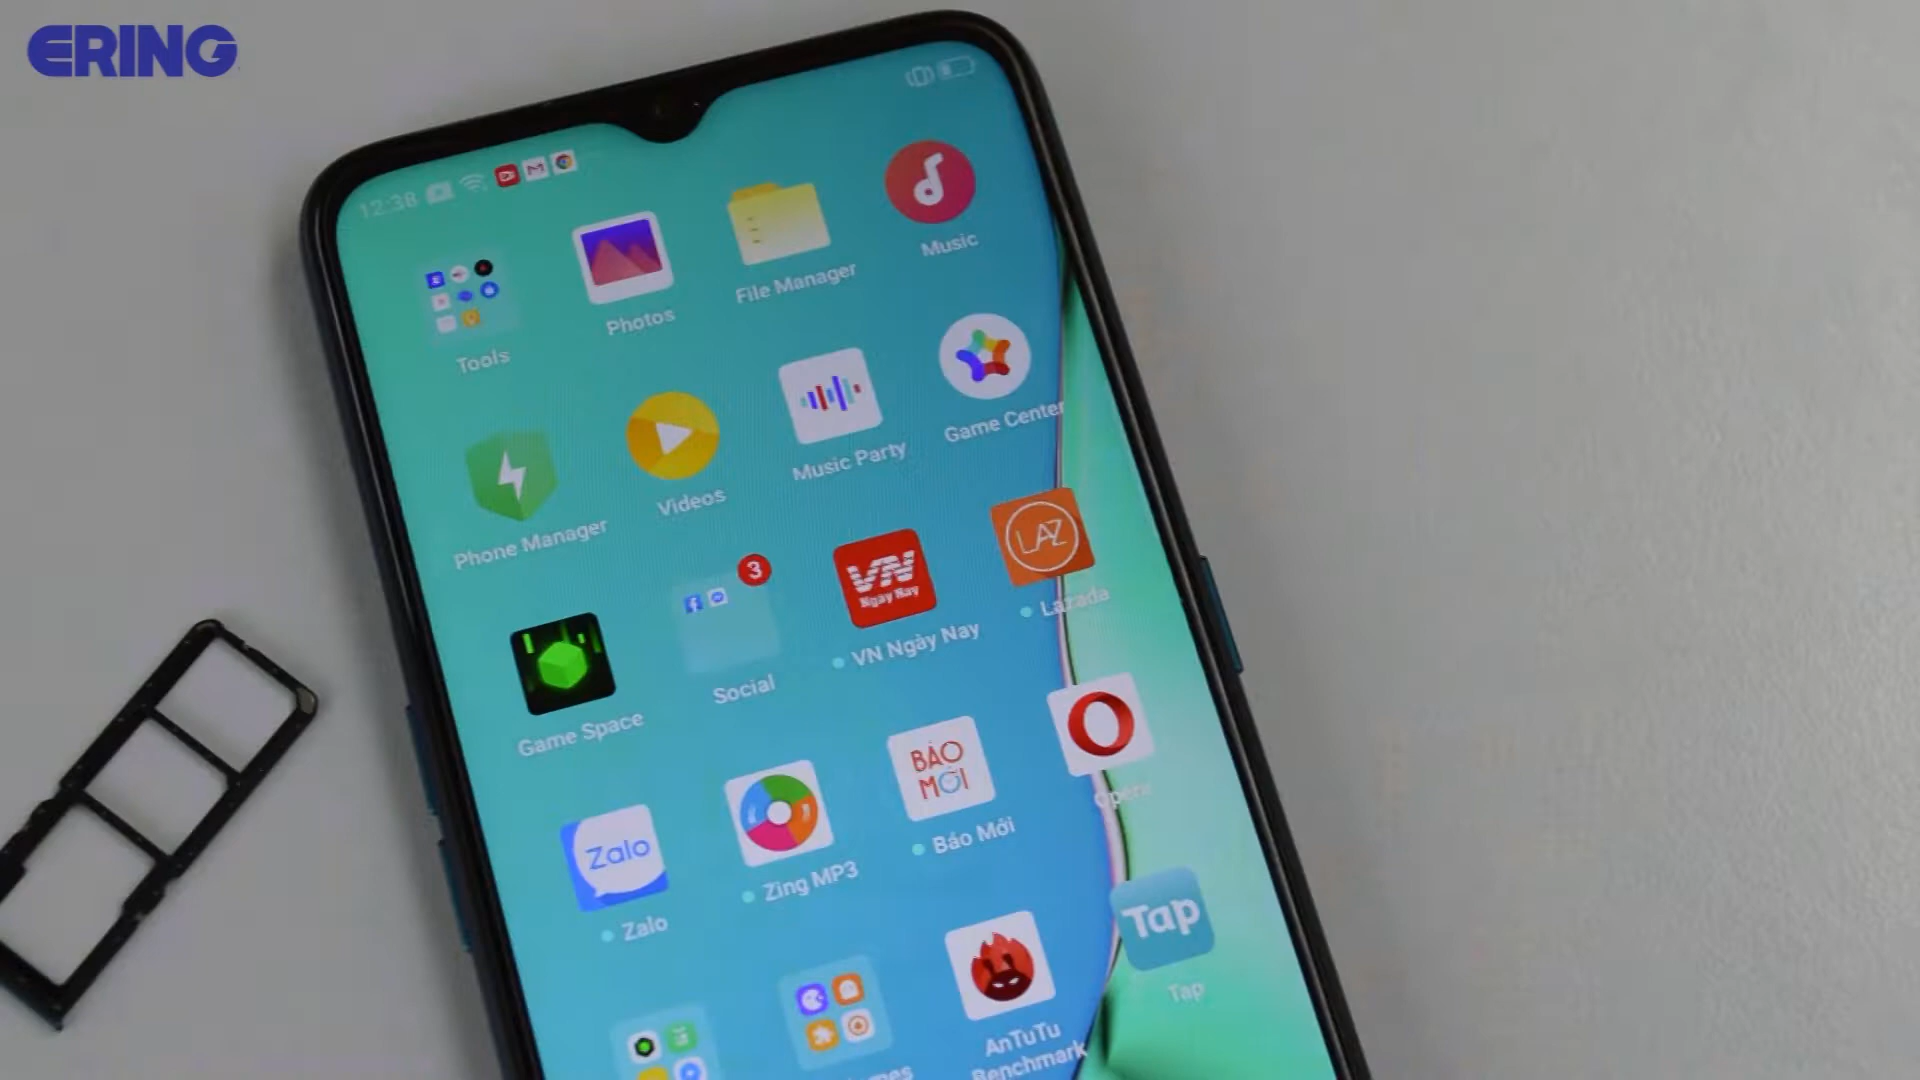 ERING
12:38
Tools
Photos
File Manager
Music
Phone Manager
Videos
Music Party
Game Center
Game Space
3
Social
VN
Ngày Nay
VN Ngày Nay
LAZ
Lazada
Zalo
Zalo
Zing MP3
BÁO
MỚI
Báo Mới
Opera
AnTuTu
Benchmark
Tap
Tap